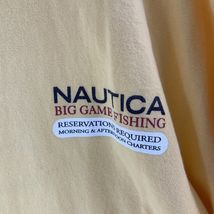 NAUTICA
BIG GAME FISHING
RESERVATIONS REQUIRED
MORNING & AFTERNOON CHARTERS